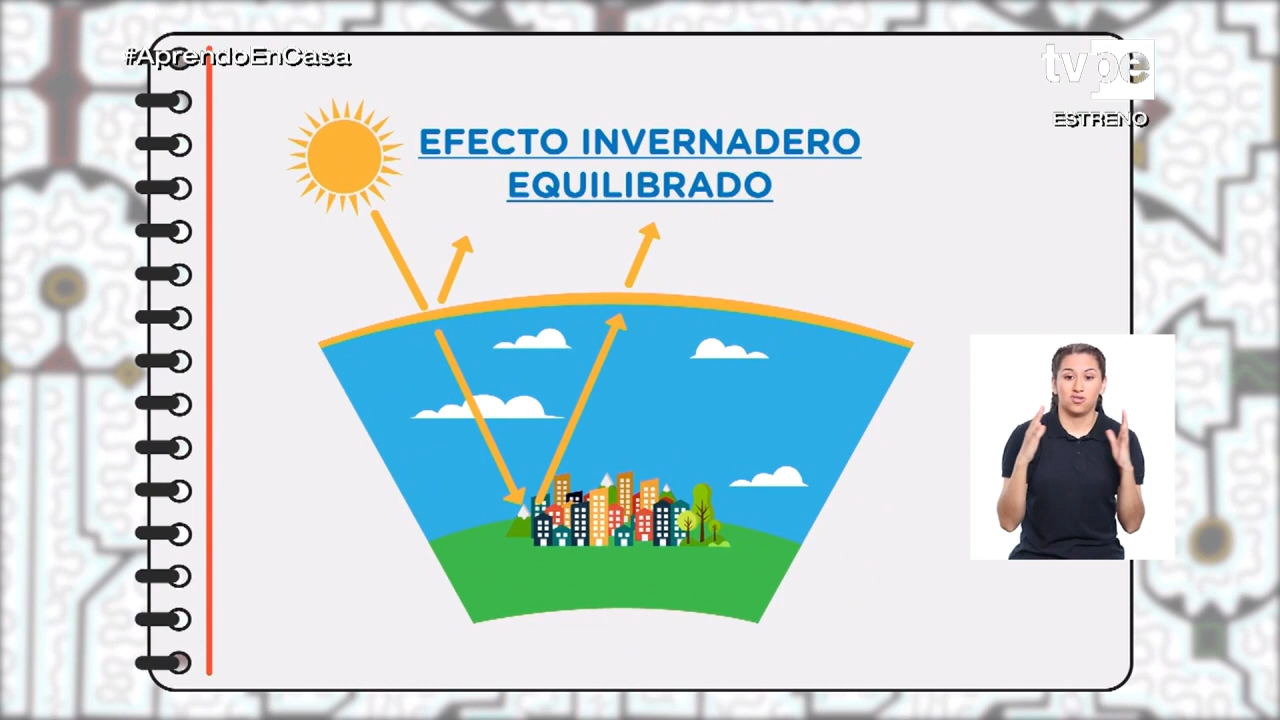 #AprendoEnCasa
tvpe
ESTRENO
EFECTO INVERNADERO
EQUILIBRADO